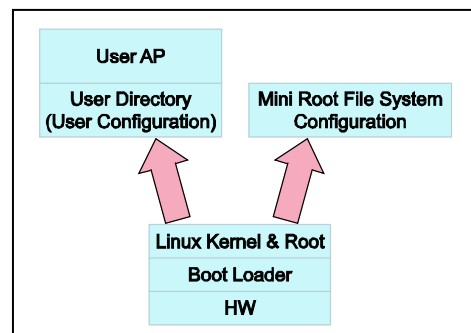 User AP
User Directory
(User Configuration)
Mini Root File System
Configuration
Linux Kernel & Root
Boot Loader
HW